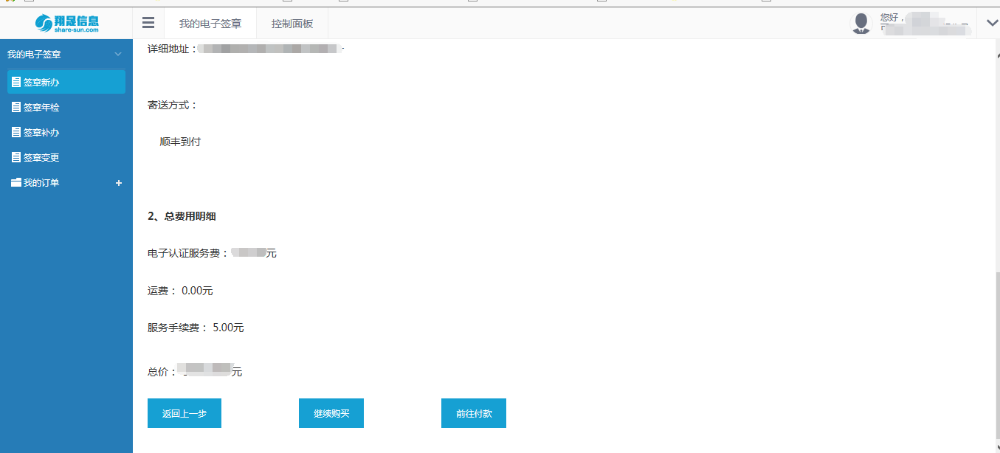 翔晟信息
share-sun.com
我的电子签章
控制面板
您好，
我的电子签章
签章新办
签章年检
签章补办
签章变更
我的订单
详细地址：
寄送方式：
顺丰到付
2、总费用明细
电子认证服务费： 元
运费： 0.00元
服务手续费： 5.00元
总价： 元
返回上一步
继续购买
前往付款